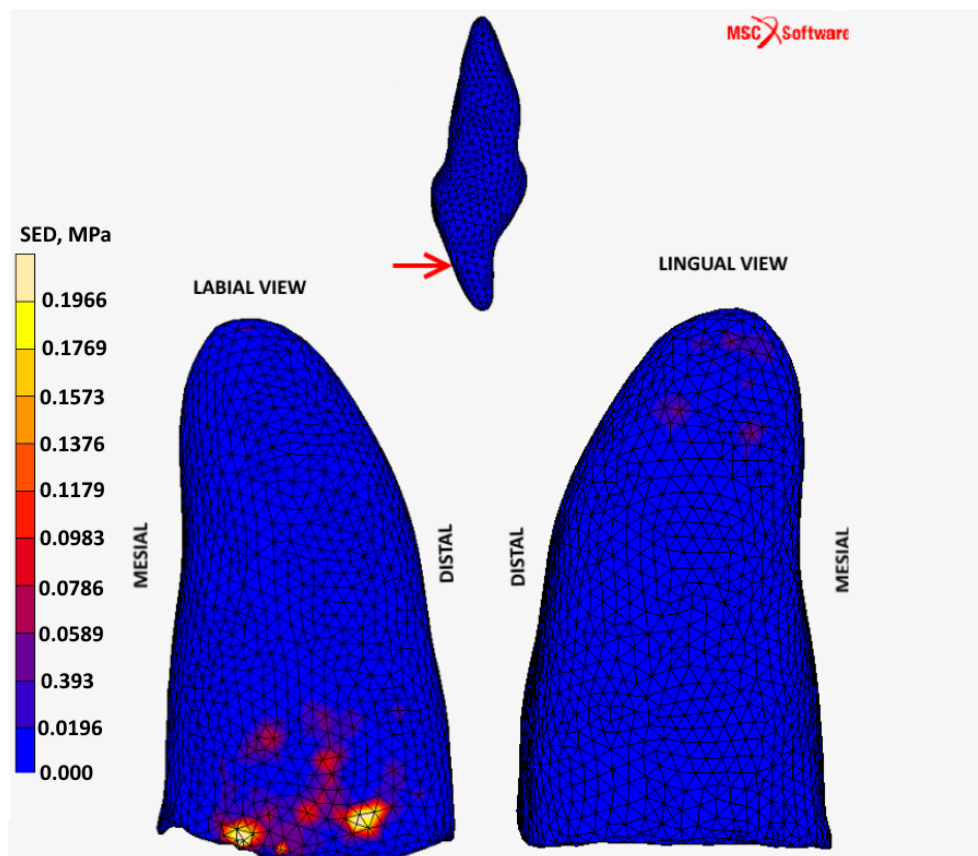 MSC Software
SED, MPa
LINGUAL VIEW
LABIAL VIEW
0.1966
0.1769
0.1573
0.1376
0.1179
0.0983
0.0786
0.0589
0.393
0.0196
0.000
MESIAL
DISTAL
DISTAL
MESIAL